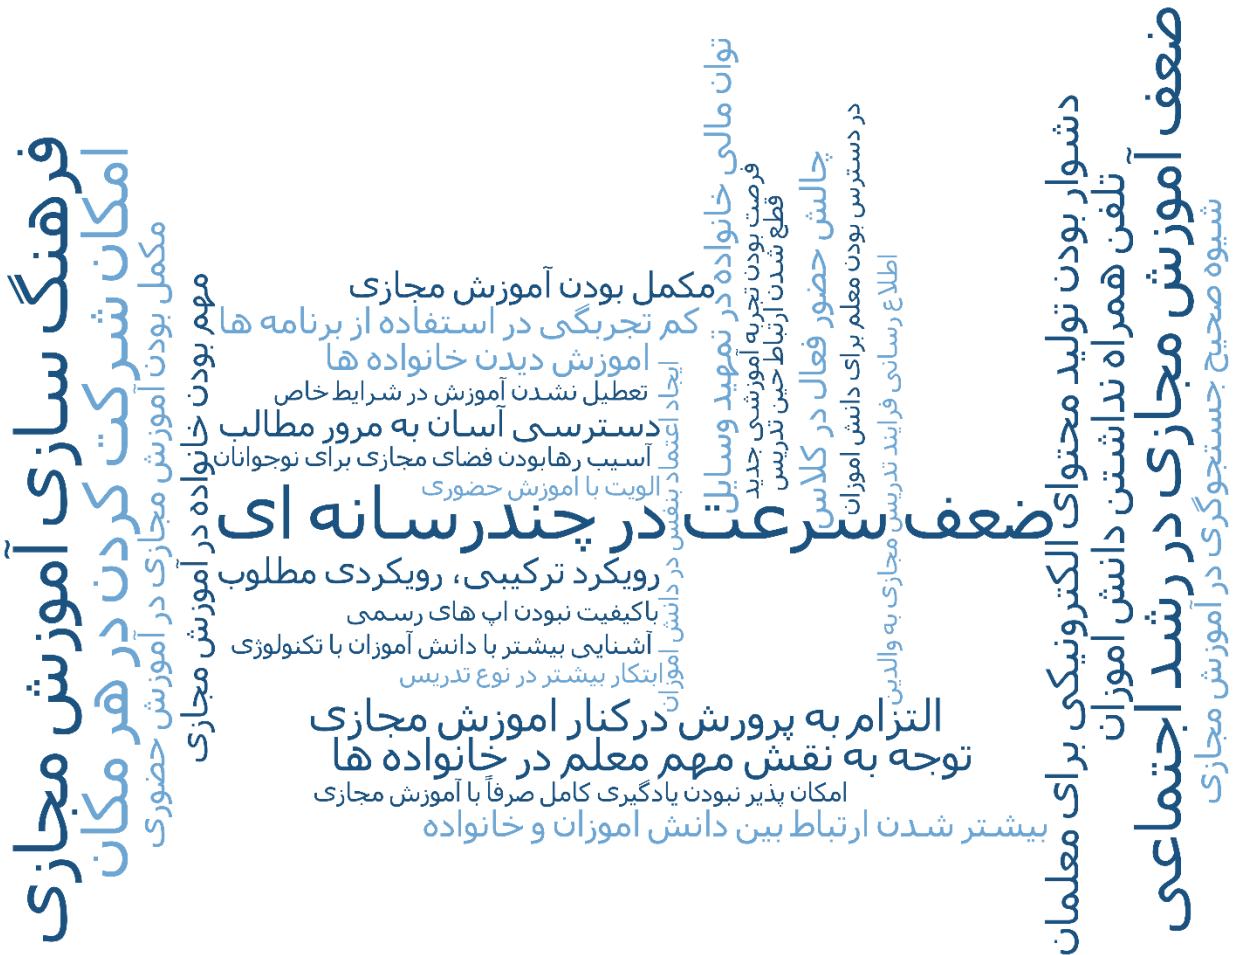 ضعف آموزش مجازی در رشد اجتماعی
شیوه صحیح جستجوگری در آموزش مجازی
تلفن همراه نداشتن دانش اموزان
دشوار بودن تولید محتوای الکترونیکی برای معلمان
اطلاع رسانی فرایند تدریس مجازی به والدین
در دسترس بودن معلم برای دانش اموزان
چالش حضور فعال در کلاس
قطع شدن ارتباط حین تدریس
فرصت بودن تجربه آموزشی جدید
توان مالی خانواده در تمهید وسایل
ایجاد اعتماد بنفس در دانش اموزان
مکمل بودن آموزش مجازی
کم تجربگی در استفاده از برنامه ها
اموزش دیدن خانواده ها
تعطیل نشدن آموزش در شرایط خاص
دسترسی آسان به مرور مطالب
آسیب رهابودن فضای مجازی برای نوجوانان
الویت با اموزش حضوری
ضعف سرعت در چندرسانه ای
رویکرد ترکیبی، رویکردی مطلوب
باکیفیت نبودن اپ های رسمی
آشنایی بیشتر با دانش آموزان با تکنولوژی
ابتکار بیشتر در نوع تدریس
التزام به پرورش درکنار اموزش مجازی
توجه به نقش مهم معلم در خانواده ها
امکان پذیر نبودن یادگیری کامل صرفاً با آموزش مجازی
بیشتر شدن ارتباط بین دانش اموزان و خانواده
مهم بودن خانواده در آموزش مجازی
مکمل بودن آموزش مجازی در آموزش حضوری
امکان شرکت کردن در هر مکان
فرهنگ سازی آموزش مجازی